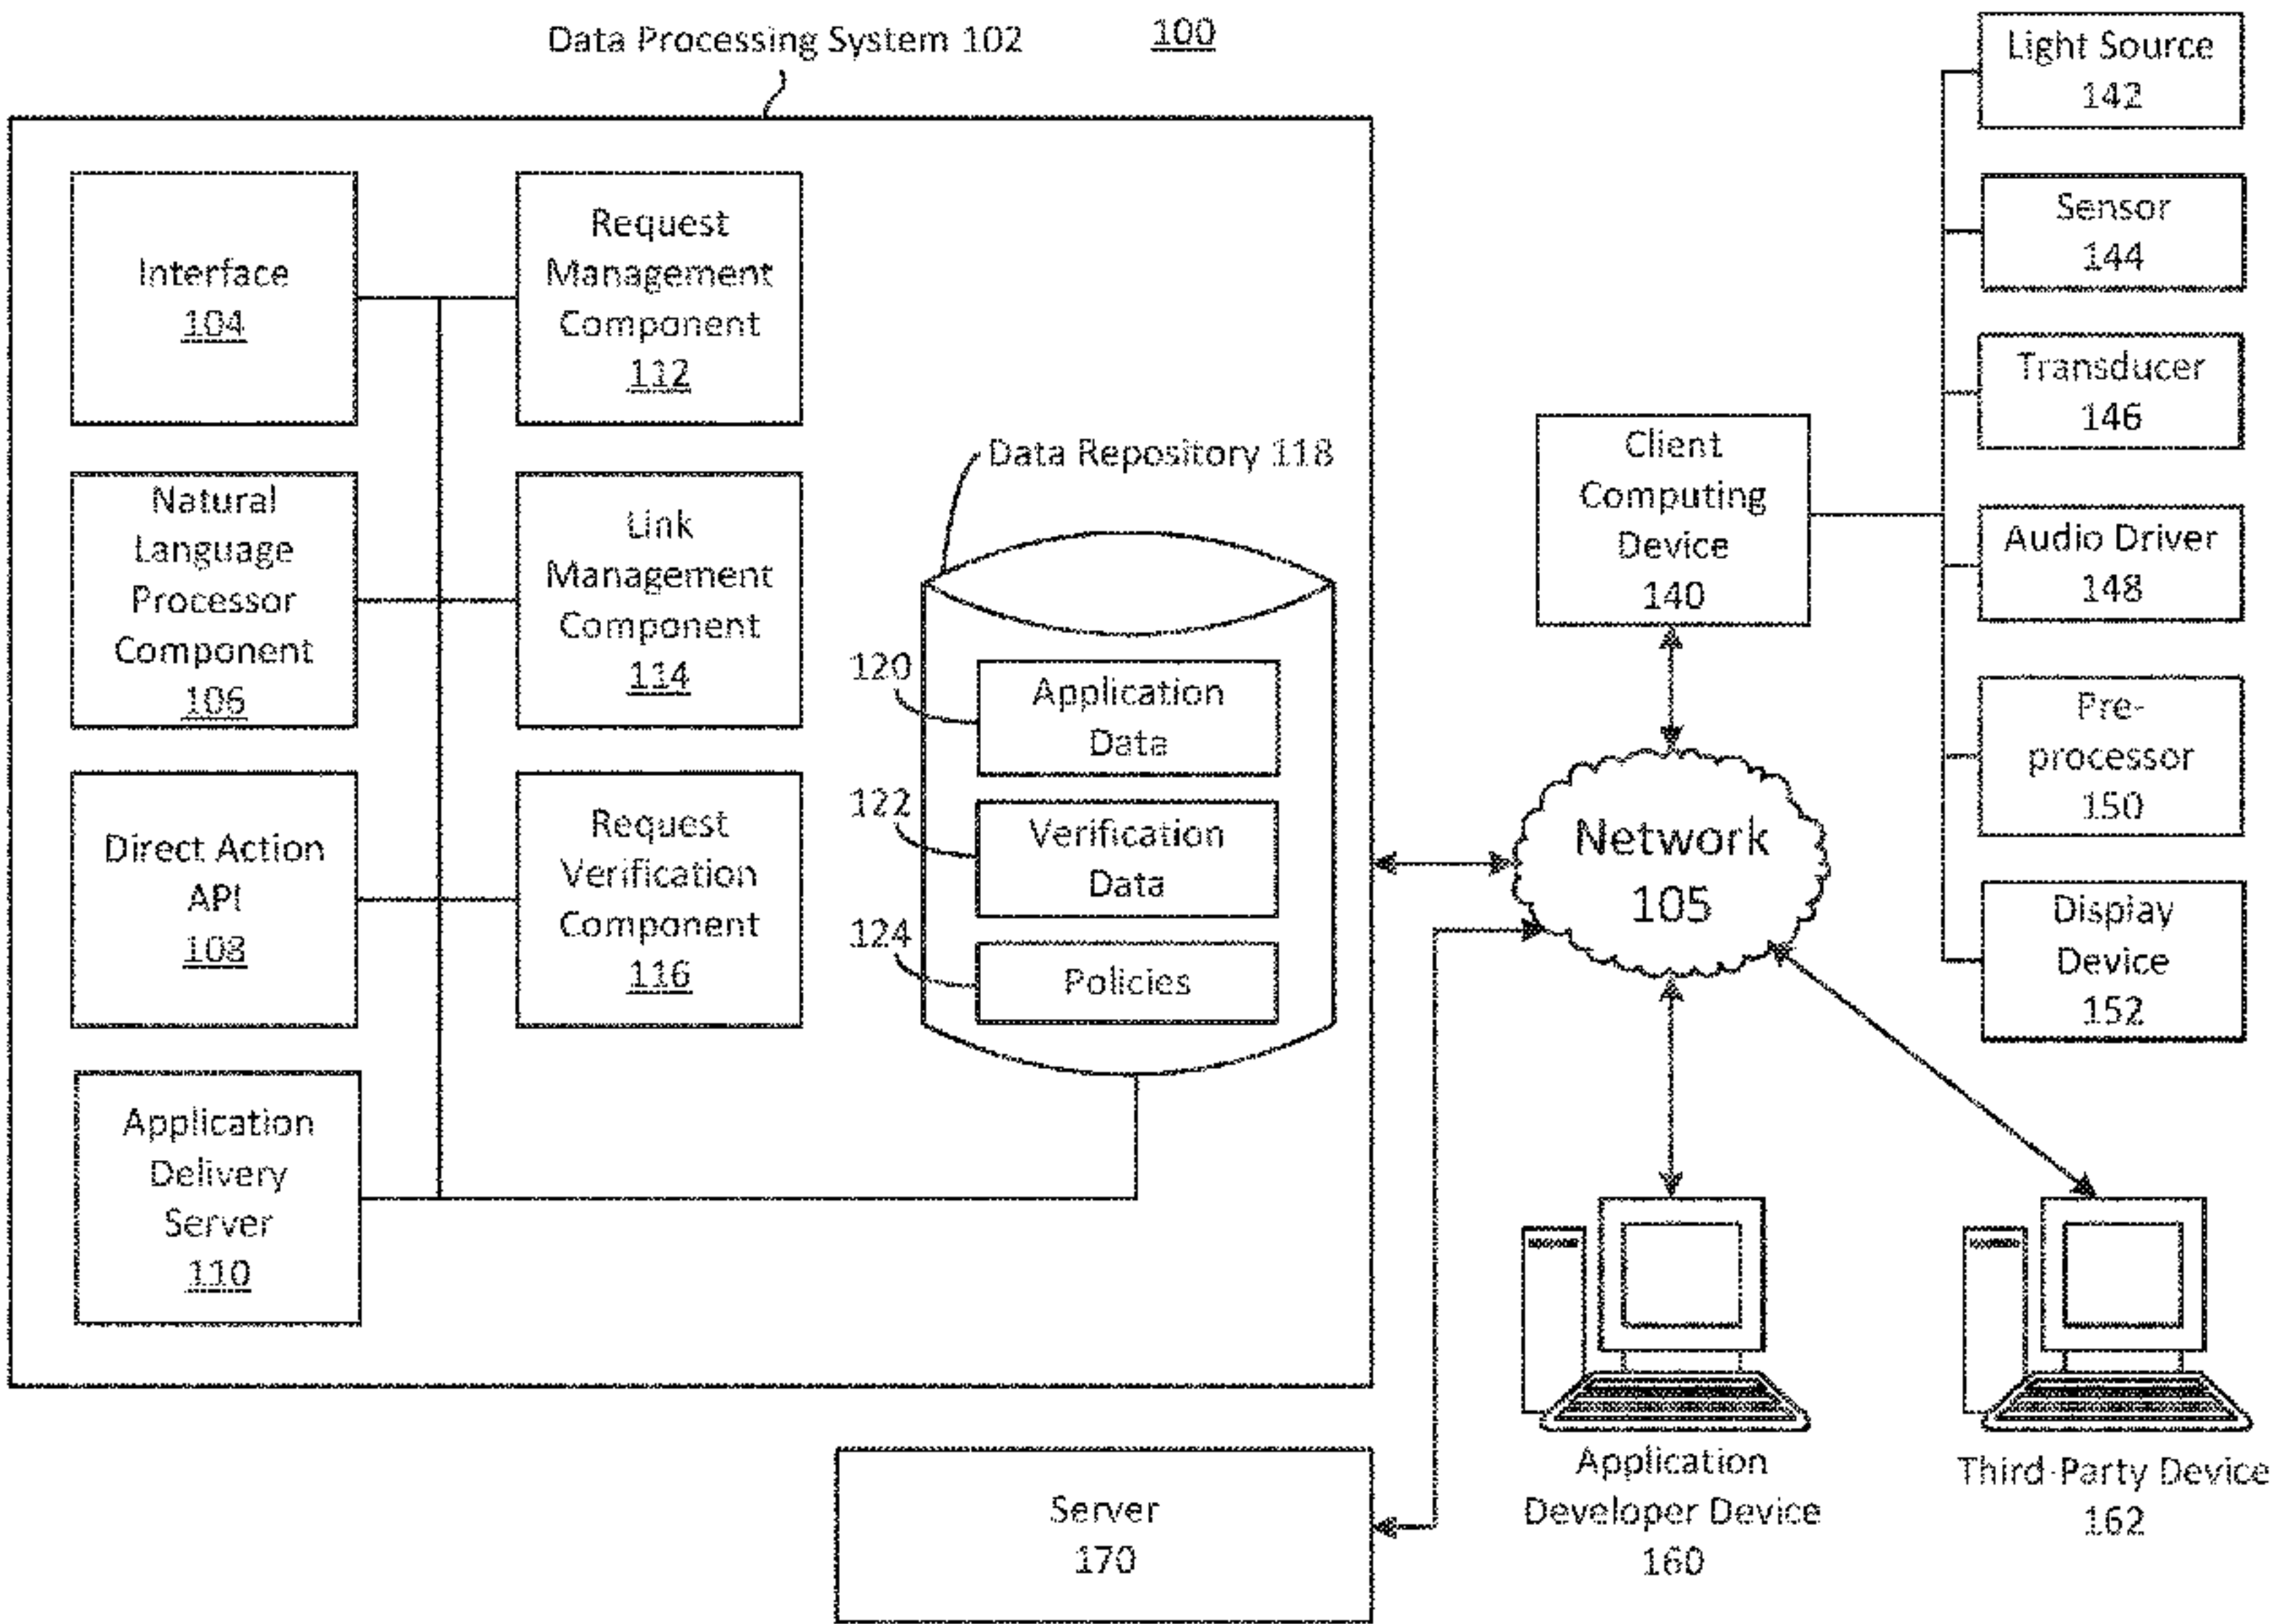 Data Processing System 102
100
Interface
104
Request
Management
Component
112
Natural
Language
Processor
Component
106
Link
Management
Component
114
Direct Action
API
108
Request
Verification
Component
116
Application
Delivery
Server
110
Data Repository 118
120
Application
Data
122
Verification
Data
124
Policies
Client
Computing
Device
140
Network
105
Light Source
142
Sensor
144
Transducer
146
Audio Driver
148
Pre-
processor
150
Display
Device
152
Server
170
Application
Developer Device
160
Third-Party Device
162